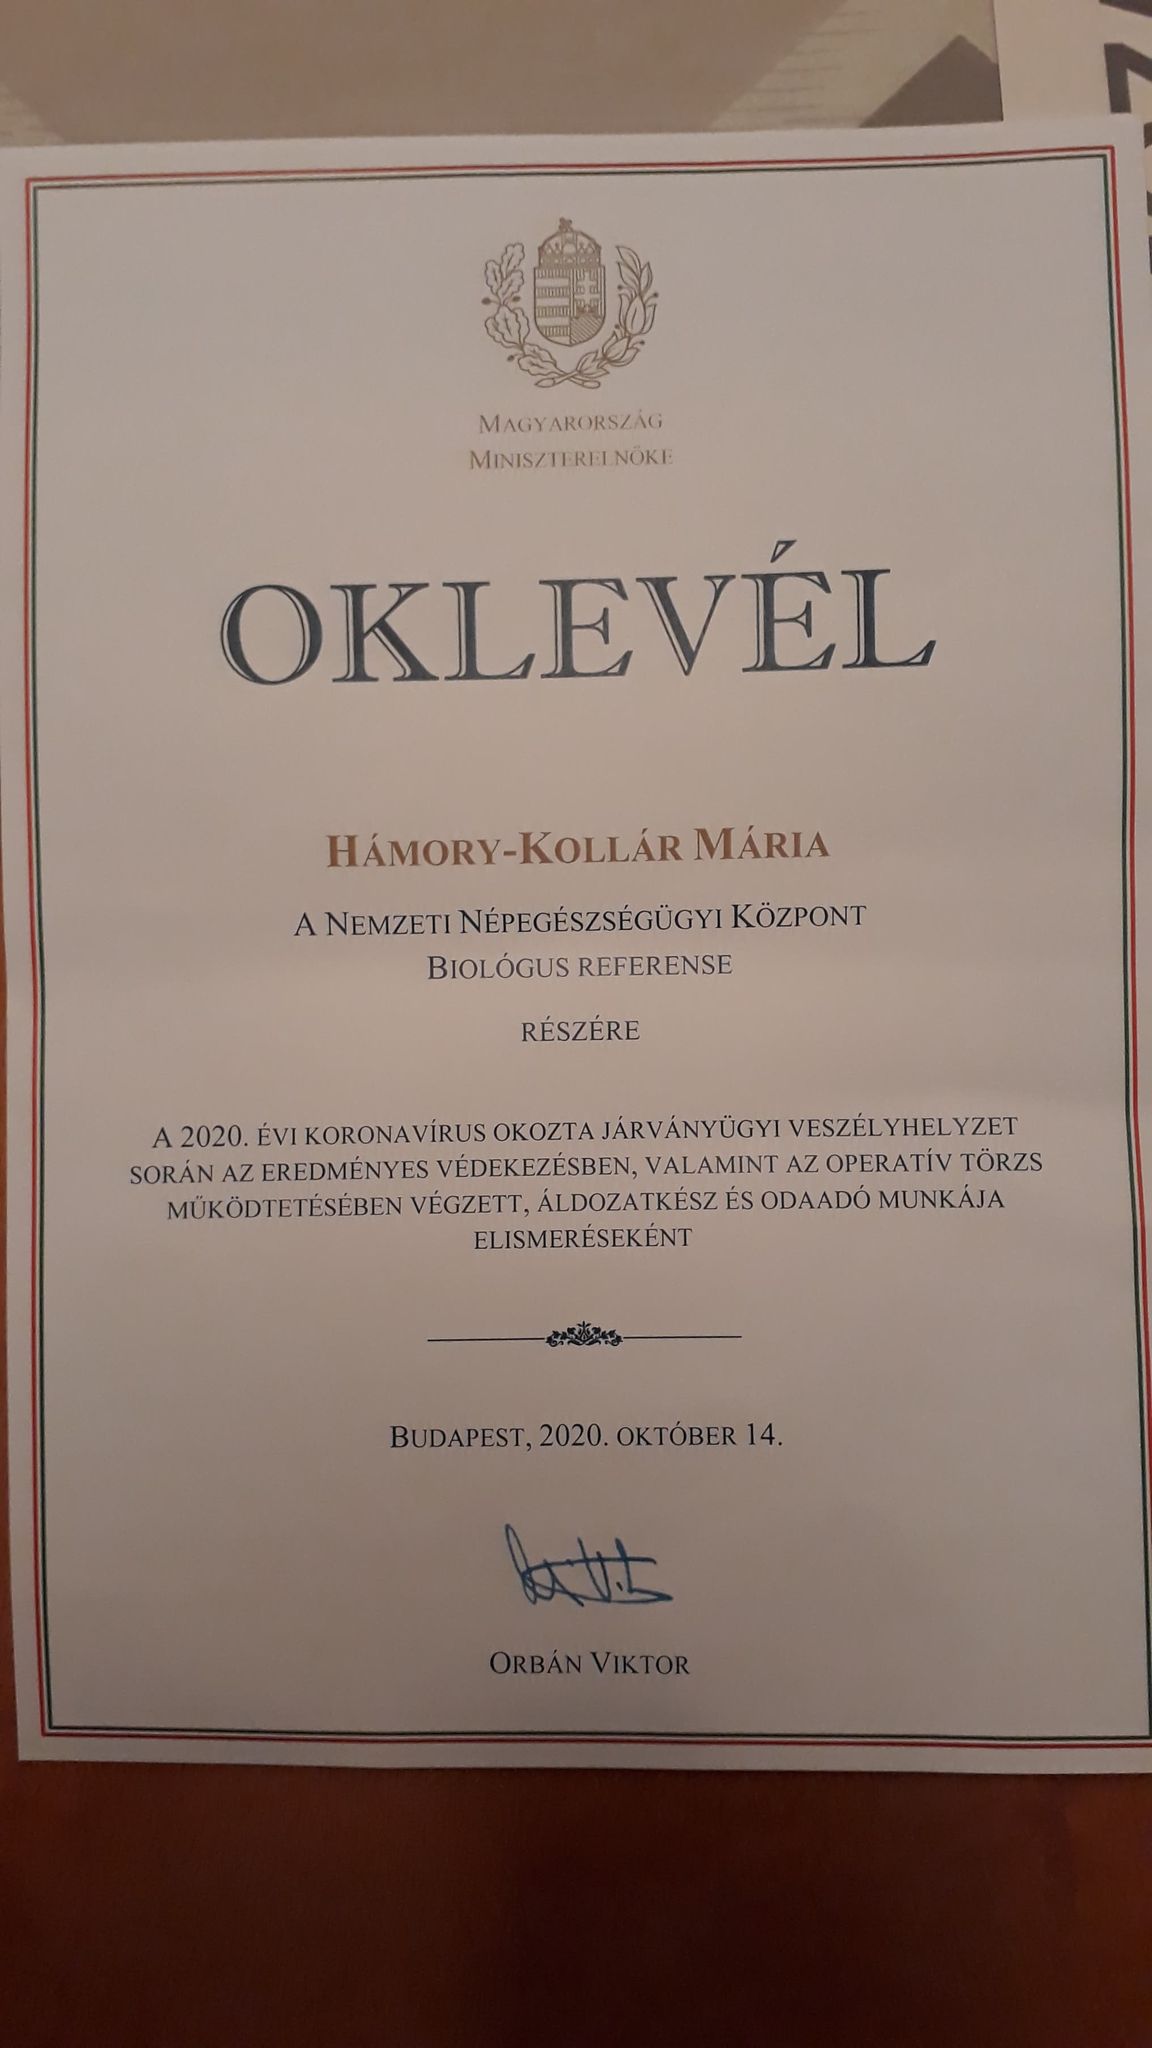 MAGYARORSZÁG
MINISZTERELNÖKE
OKLEVÉL
HÁMORY-KOLLÁR MÁRIA
A NEMZETI NÉPEGÉSZSÉGÜGYI KÖZPONT
BIOLÓGUS REFERENSE
RÉSZÉRE
A 2020. ÉVI KORONAVÍRUS OKOZTA JÁRVÁNYÜGYI VESZÉLYHELYZET
SORÁN AZ EREDMÉNYES VÉDEKEZÉSBEN, VALAMINT AZ OPERATÍV TÖRZS
MŰKÖDTETÉSÉBEN VÉGZETT, ÁLDOZATKÉSZ ÉS ODAADÓ MUNKÁJA
ELISMERÉSEKÉNT
BUDAPEST, 2020. OKTÓBER 14.
ORBÁN VIKTOR